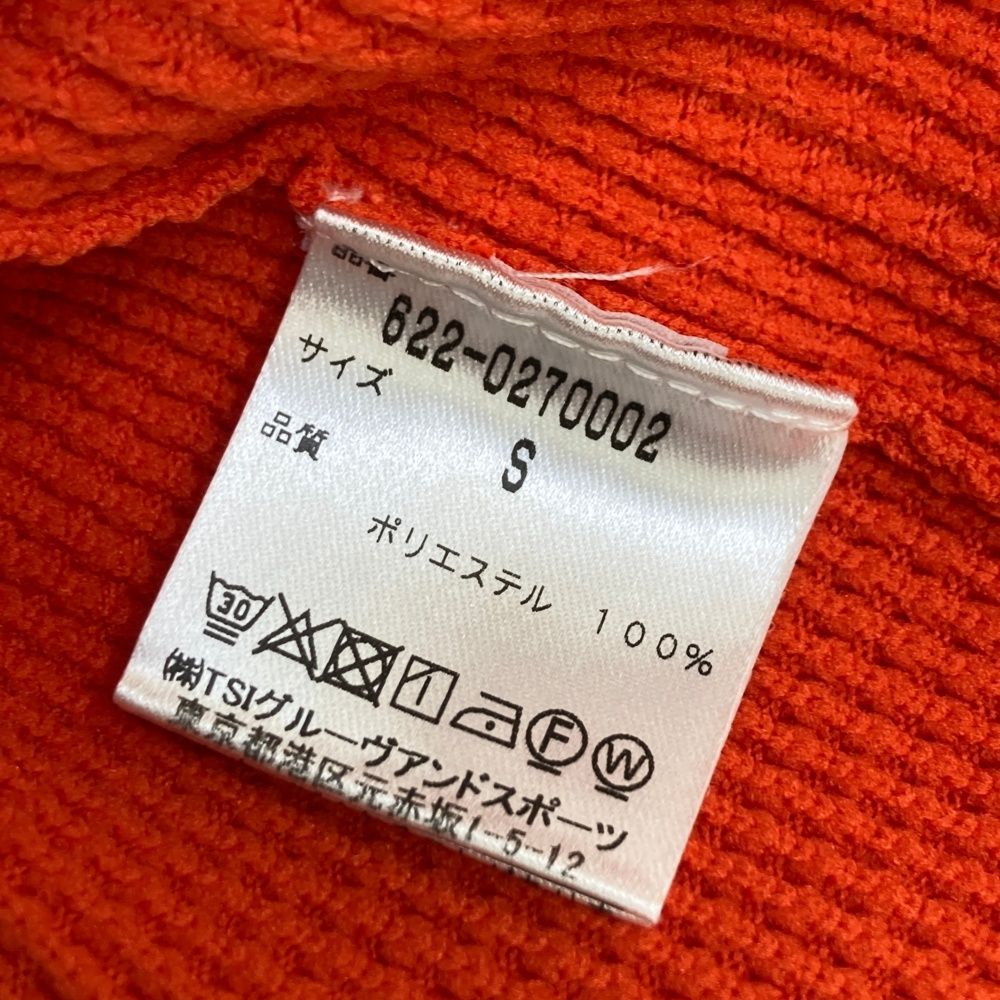 622-0270002
サイズ S
品質
ポリエステル 100%
30 F W
(株)TSIグルーヴアンドスポーツ
東京都港区元赤坂1-5-12